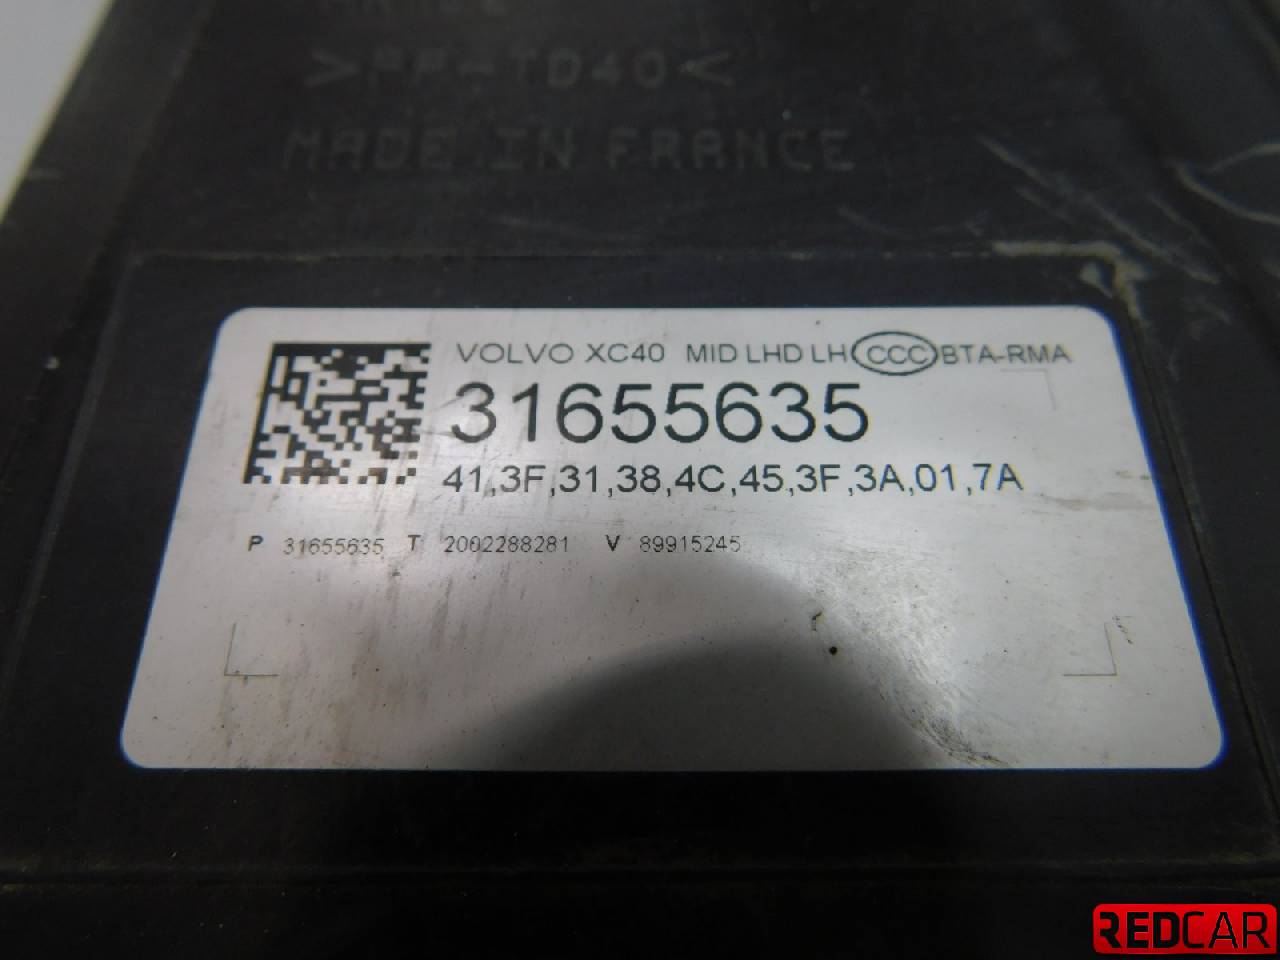 >PP-TD40<
MADE IN FRANCE
VOLVO XC40 MID LHD LH CCC BTA-RMA
31655635
41,3F,31,38,4C,45,3F,3A,01,7A
P 31655635 T 2002288281 V 89915245
REDCAR